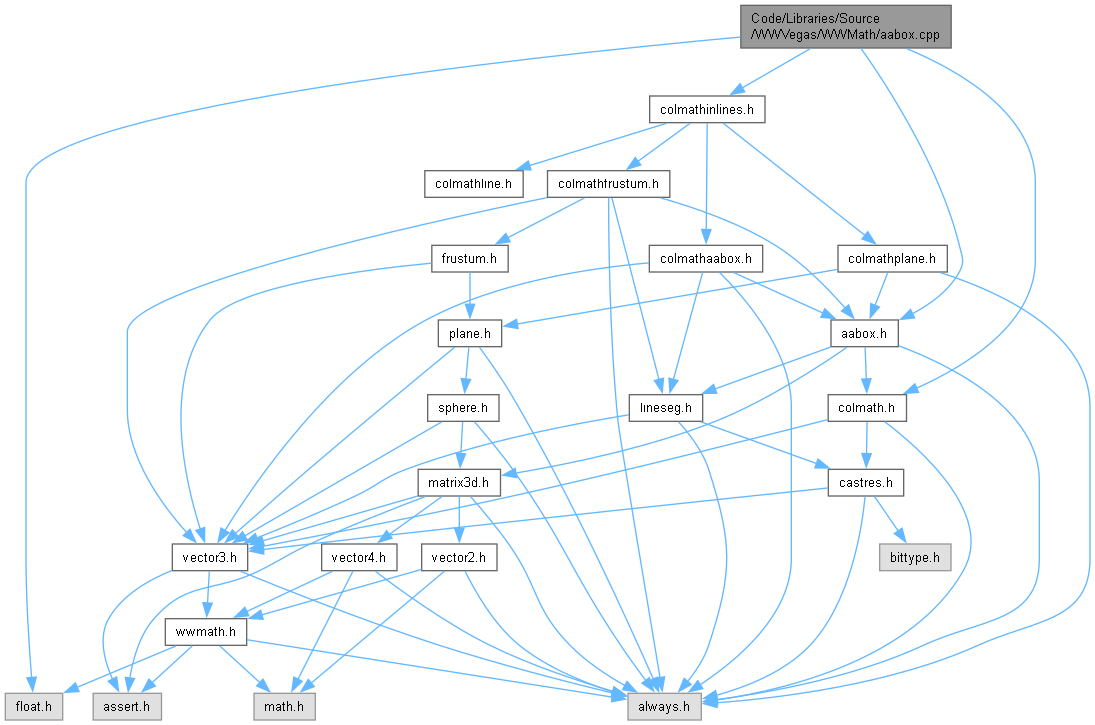 Code/Libraries/Source
/WWVegas/WWMath/aabox.cpp
colmathinlines.h
colmathline.h
colmathfrustum.h
frustum.h
colmathaabox.h
colmathplane.h
plane.h
aabox.h
sphere.h
lineseg.h
colmath.h
matrix3d.h
castres.h
vector3.h
vector4.h
vector2.h
bittype.h
wwmath.h
float.h
assert.h
math.h
always.h